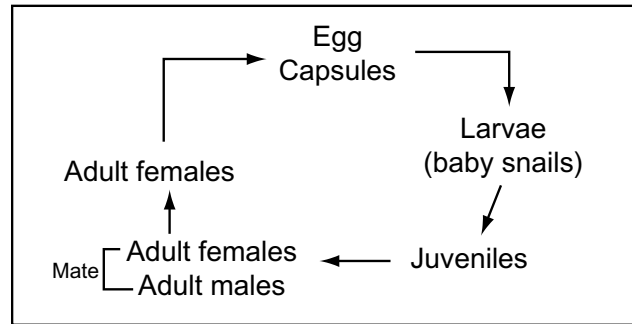 Egg
Capsules
Larvae
(baby snails)
Adult females
Adult females
Mate
Adult males
Juveniles